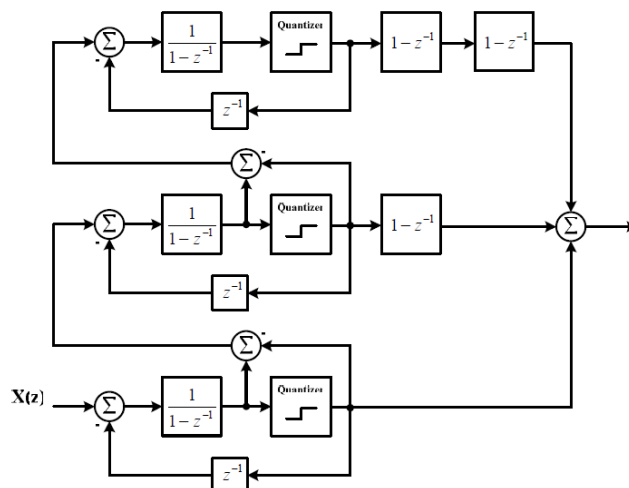 Quantizer
Σ - 1/(1 − z⁻¹) 1 − z⁻¹ 1 − z⁻¹
z⁻¹
Σ -
Quantizer
Σ - 1/(1 − z⁻¹) 1 − z⁻¹ Σ
z⁻¹
Σ -
Quantizer
X(z) Σ - 1/(1 − z⁻¹)
z⁻¹